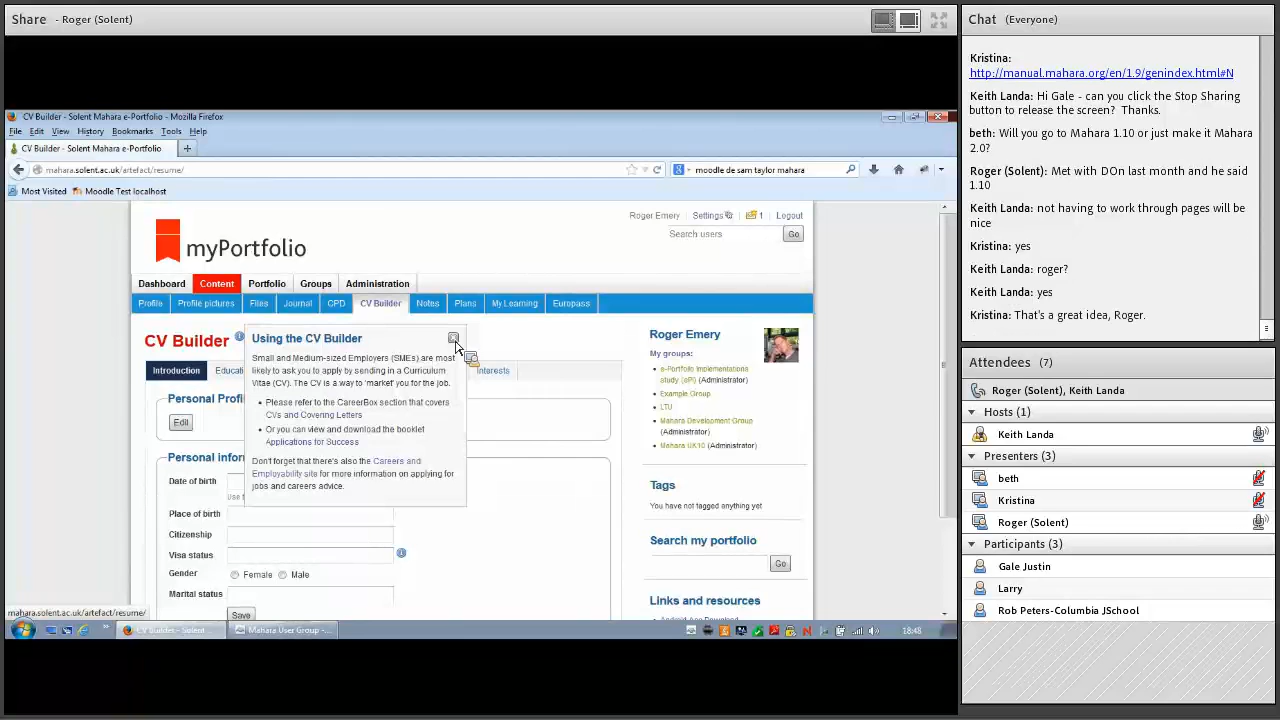 Share - Roger (Solent)
CV Builder - Solent Mahara e-Portfolio - Mozilla Firefox
File Edit View History Bookmarks Tools Help
CV Builder - Solent Mahara e-Portfolio
mahara.solent.ac.uk/artefact/resume/
moodle de sam taylor mahara
Most Visited Moodle Test localhost
Roger Emery Settings 1 Logout
myPortfolio
Search users Go
Dashboard Content Portfolio Groups Administration
Profile Profile pictures Files Journal CPD CV Builder Notes Plans My Learning Europass
CV Builder
Using the CV Builder
Small and Medium-sized Employers (SMEs) are most
likely to ask you to apply by sending in a Curriculum
Vitae (CV). The CV is a way to 'market' you for the job.
Please refer to the CareerBox section that covers
CVs and Covering Letters
Or you can view and download the booklet
Applications for Success
Don't forget that there's also the Careers and
Employability site for more information on applying for
jobs and careers advice.
Introduction Educati Interests
Personal Profi
Edit
Personal inform
Date of birth
Use f
Place of birth
Citizenship
Visa status
Gender Female Male
Marital status
Save
Roger Emery
My groups:
e-Portfolio Implementations
study (ePI) (Administrator)
Example Group
LTU
Mahara Development Group
(Administrator)
Mahara UK10 (Administrator)
Tags
You have not tagged anything yet
Search my portfolio
Go
Links and resources
mahara.solent.ac.uk/artefact/resume/
CV Builder - Solent ...
Mahara User Group -...
18:48
Chat (Everyone)
Kristina:
http://manual.mahara.org/en/1.9/genindex.html#N
Keith Landa: Hi Gale - can you click the Stop Sharing
button to release the screen? Thanks.
beth: Will you go to Mahara 1.10 or just make it Mahara
2.0?
Roger (Solent): Met with DOn last month and he said
1.10
Keith Landa: not having to work through pages will be
nice
Kristina: yes
Keith Landa: roger?
Keith Landa: yes
Kristina: That's a great idea, Roger.
Attendees (7)
Roger (Solent), Keith Landa
Hosts (1)
Keith Landa
Presenters (3)
beth
Kristina
Roger (Solent)
Participants (3)
Gale Justin
Larry
Rob Peters-Columbia JSchool